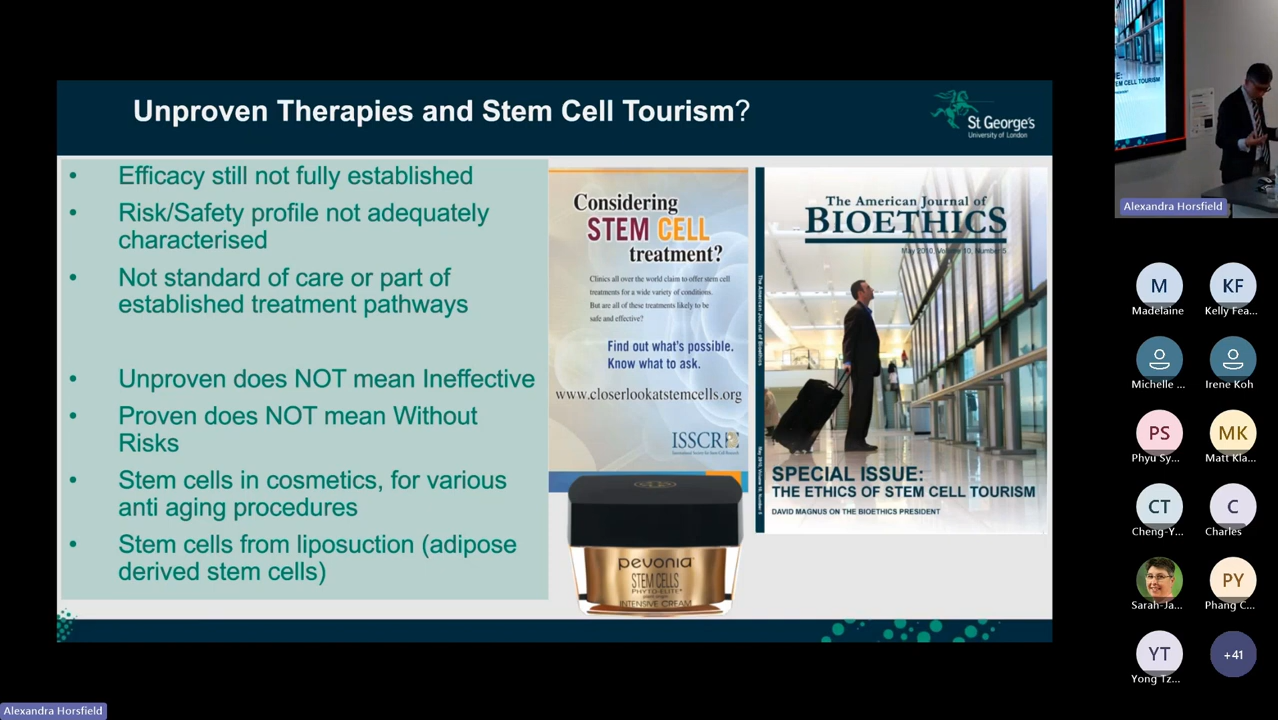 Unproven Therapies and Stem Cell Tourism?
St George's
University of London
• Efficacy still not fully established
• Risk/Safety profile not adequately
characterised
• Not standard of care or part of
established treatment pathways
• Unproven does NOT mean Ineffective
• Proven does NOT mean Without
Risks
• Stem cells in cosmetics, for various
anti aging procedures
• Stem cells from liposuction (adipose
derived stem cells)
Considering
STEM CELL
treatment?
Clinics all over the world claim to offer stem cell
treatments for a wide variety of conditions.
But are all of these treatments likely to be
safe and effective?
Find out what's possible.
Know what to ask.
www.closerlookatstemcells.org
ISSCR
International Society for Stem Cell Research
pevonia
STEM CELLS
PHYTO-ELITE
INTENSIVE CREAM
The American Journal of
BIOETHICS
May 2010, Volume 10, Number 5
The American Journal of Bioethics
SPECIAL ISSUE:
THE ETHICS OF STEM CELL TOURISM
DAVID MAGNUS ON THE BIOETHICS PRESIDENT
E:
EM CELL TOURISM
Alexandra Horsfield
M
Madelaine
KF
Kelly Fea...
Michelle ...
Irene Koh
PS
Phyu Sy...
MK
Matt Kla...
CT
Cheng-Y...
C
Charles
Sarah-Ja...
PY
Phang C...
YT
Yong Tz...
+41
Alexandra Horsfield